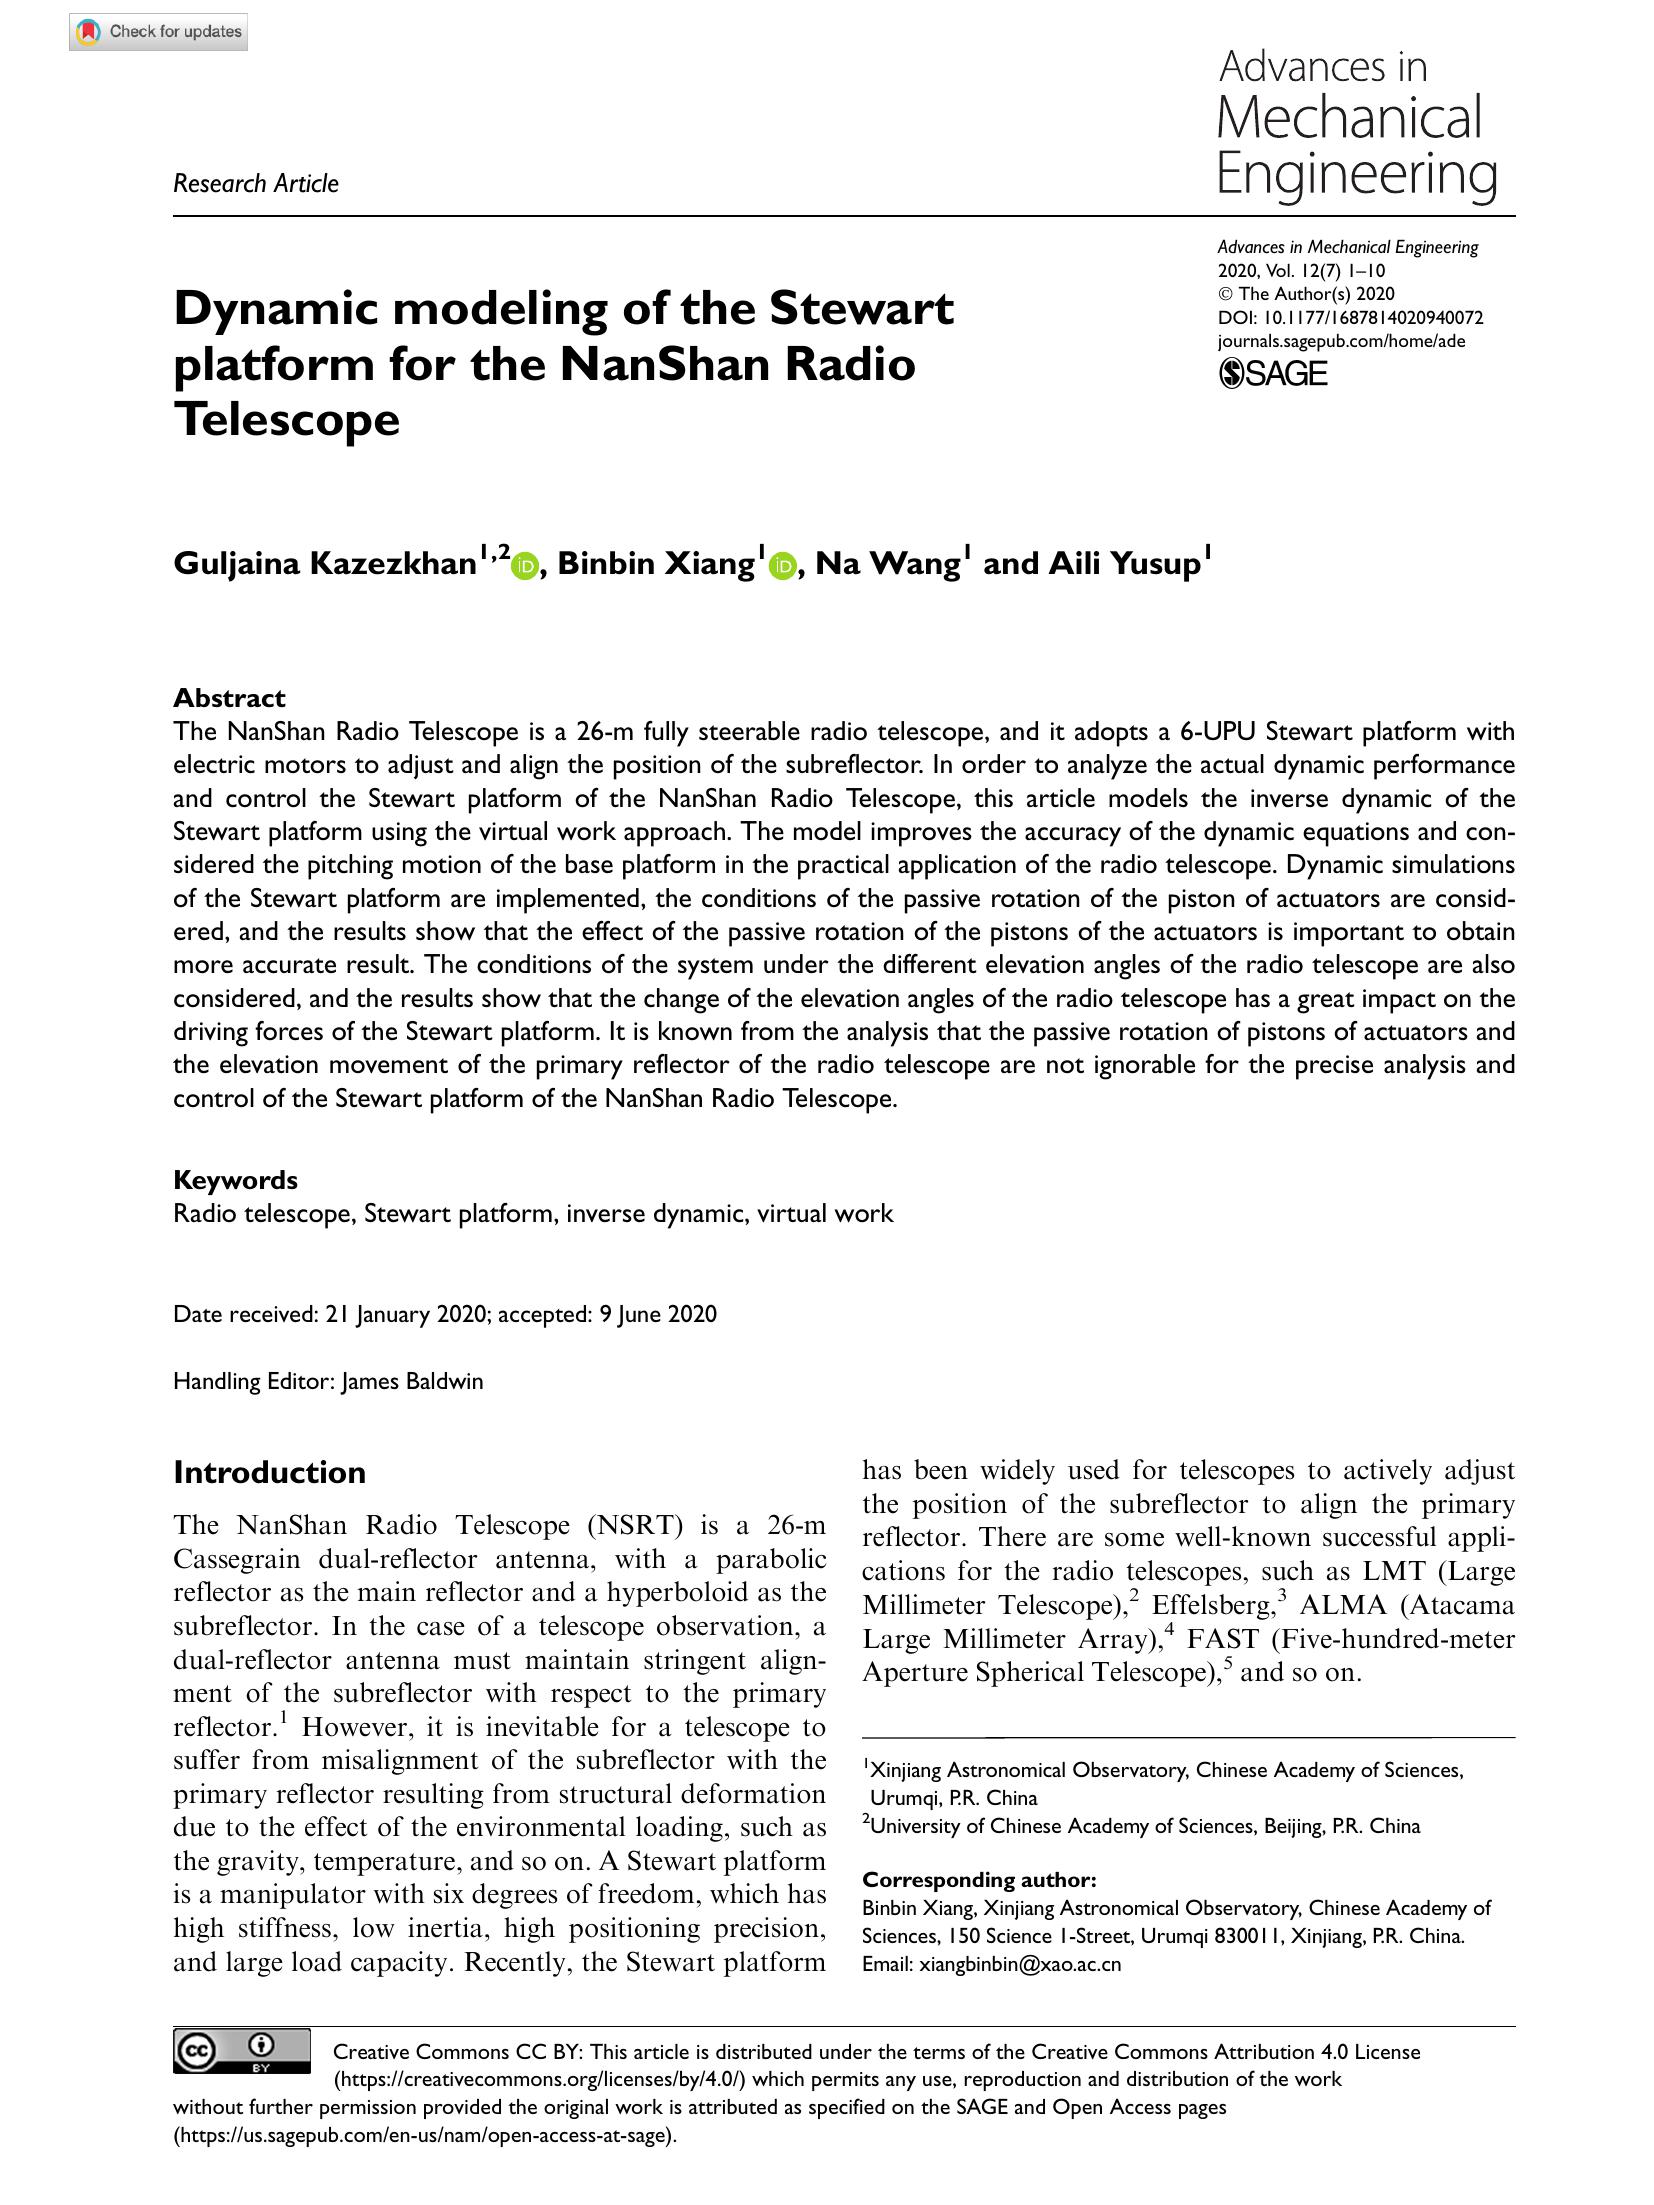 Check for updates
Advances in
Mechanical
Engineering
Research Article
Advances in Mechanical Engineering
2020, Vol. 12(7) 1–10
© The Author(s) 2020
DOI: 10.1177/1687814020940072
journals.sagepub.com/home/ade
SAGE
Dynamic modeling of the Stewart
platform for the NanShan Radio
Telescope
Guljaina Kazezkhan1,2 iD, Binbin Xiang1 iD, Na Wang1 and Aili Yusup1
Abstract
The NanShan Radio Telescope is a 26-m fully steerable radio telescope, and it adopts a 6-UPU Stewart platform with
electric motors to adjust and align the position of the subreflector. In order to analyze the actual dynamic performance
and control the Stewart platform of the NanShan Radio Telescope, this article models the inverse dynamic of the
Stewart platform using the virtual work approach. The model improves the accuracy of the dynamic equations and con-
sidered the pitching motion of the base platform in the practical application of the radio telescope. Dynamic simulations
of the Stewart platform are implemented, the conditions of the passive rotation of the piston of actuators are consid-
ered, and the results show that the effect of the passive rotation of the pistons of the actuators is important to obtain
more accurate result. The conditions of the system under the different elevation angles of the radio telescope are also
considered, and the results show that the change of the elevation angles of the radio telescope has a great impact on the
driving forces of the Stewart platform. It is known from the analysis that the passive rotation of pistons of actuators and
the elevation movement of the primary reflector of the radio telescope are not ignorable for the precise analysis and
control of the Stewart platform of the NanShan Radio Telescope.
Keywords
Radio telescope, Stewart platform, inverse dynamic, virtual work
Date received: 21 January 2020; accepted: 9 June 2020
Handling Editor: James Baldwin
Introduction
The NanShan Radio Telescope (NSRT) is a 26-m
Cassegrain dual-reflector antenna, with a parabolic
reflector as the main reflector and a hyperboloid as the
subreflector. In the case of a telescope observation, a
dual-reflector antenna must maintain stringent align-
ment of the subreflector with respect to the primary
reflector.1 However, it is inevitable for a telescope to
suffer from misalignment of the subreflector with the
primary reflector resulting from structural deformation
due to the effect of the environmental loading, such as
the gravity, temperature, and so on. A Stewart platform
is a manipulator with six degrees of freedom, which has
high stiffness, low inertia, high positioning precision,
and large load capacity. Recently, the Stewart platform
has been widely used for telescopes to actively adjust
the position of the subreflector to align the primary
reflector. There are some well-known successful appli-
cations for the radio telescopes, such as LMT (Large
Millimeter Telescope),2 Effelsberg,3 ALMA (Atacama
Large Millimeter Array),4 FAST (Five-hundred-meter
Aperture Spherical Telescope),5 and so on.
1Xinjiang Astronomical Observatory, Chinese Academy of Sciences,
Urumqi, P.R. China
2University of Chinese Academy of Sciences, Beijing, P.R. China
Corresponding author:
Binbin Xiang, Xinjiang Astronomical Observatory, Chinese Academy of
Sciences, 150 Science 1-Street, Urumqi 830011, Xinjiang, P.R. China.
Email: xiangbinbin@xao.ac.cn
cc BY
Creative Commons CC BY: This article is distributed under the terms of the Creative Commons Attribution 4.0 License
(https://creativecommons.org/licenses/by/4.0/) which permits any use, reproduction and distribution of the work
without further permission provided the original work is attributed as specified on the SAGE and Open Access pages
(https://us.sagepub.com/en-us/nam/open-access-at-sage).